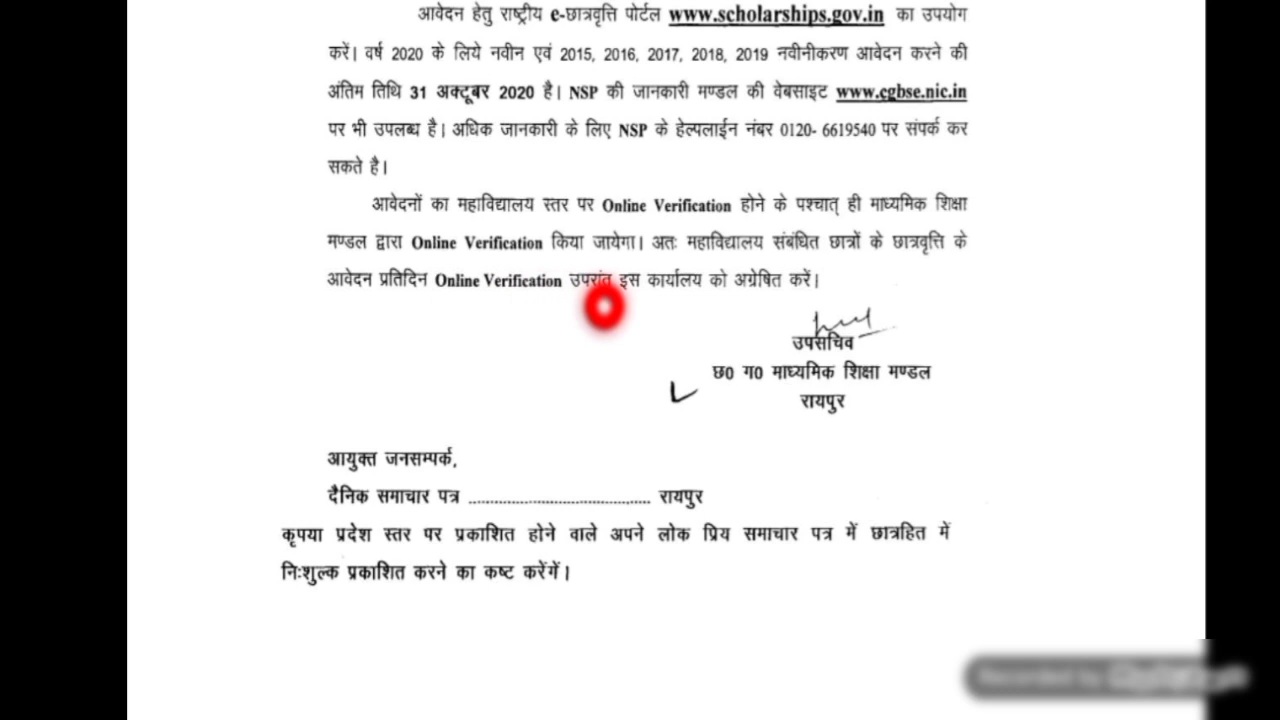 आवेदन हेतु राष्ट्रीय e-छात्रवृत्ति पोर्टल www.scholarships.gov.in का उपयोग
करें। वर्ष 2020 के लिये नवीन एवं 2015, 2016, 2017, 2018, 2019 नवीनीकरण आवेदन करने की
अंतिम तिथि 31 अक्टूबर 2020 है। NSP की जानकारी मण्डल की वेबसाइट www.cgbse.nic.in
पर भी उपलब्ध है। अधिक जानकारी के लिए NSP के हेल्पलाईन नंबर 0120- 6619540 पर संपर्क कर
सकते है।
आवेदनों का महाविद्यालय स्तर पर Online Verification होने के पश्चात् ही माध्यमिक शिक्षा
मण्डल द्वारा Online Verification किया जायेगा। अतः महाविद्यालय संबंधित छात्रों के छात्रवृत्ति के
आवेदन प्रतिदिन Online Verification उपरांत इस कार्यालय को अग्रेषित करें।
उपसचिव
छ0 ग0 माध्यमिक शिक्षा मण्डल
रायपुर
आयुक्त जनसम्पर्क,
दैनिक समाचार पत्र ................................... रायपुर
कृपया प्रदेश स्तर पर प्रकाशित होने वाले अपने लोक प्रिय समाचार पत्र में छात्रहित में
निःशुल्क प्रकाशित करने का कष्ट करेंगें।